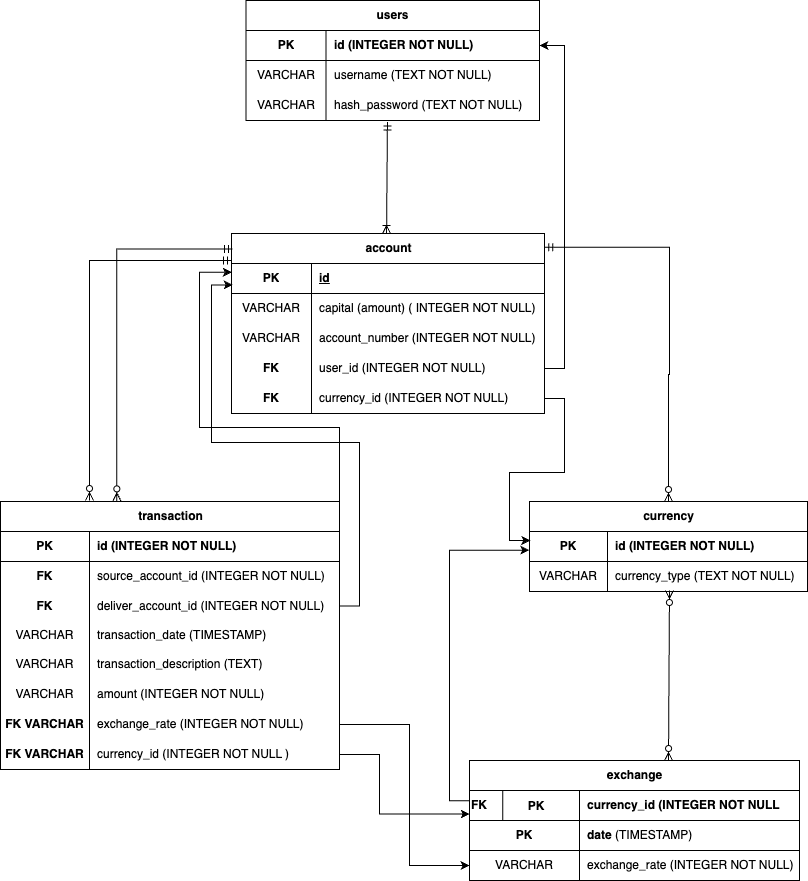 users
PK id (INTEGER NOT NULL)
VARCHAR username (TEXT NOT NULL)
VARCHAR hash_password (TEXT NOT NULL)
account
PK id
VARCHAR capital (amount) ( INTEGER NOT NULL)
VARCHAR account_number (INTEGER NOT NULL)
FK user_id (INTEGER NOT NULL)
FK currency_id (INTEGER NOT NULL)
transaction
PK id (INTEGER NOT NULL)
FK source_account_id (INTEGER NOT NULL)
FK deliver_account_id (INTEGER NOT NULL)
VARCHAR transaction_date (TIMESTAMP)
VARCHAR transaction_description (TEXT)
VARCHAR amount (INTEGER NOT NULL)
FK VARCHAR exchange_rate (INTEGER NOT NULL)
FK VARCHAR currency_id (INTEGER NOT NULL )
currency
PK id (INTEGER NOT NULL)
VARCHAR currency_type (TEXT NOT NULL)
exchange
FK PK currency_id (INTEGER NOT NULL
PK date (TIMESTAMP)
VARCHAR exchange_rate (INTEGER NOT NULL)